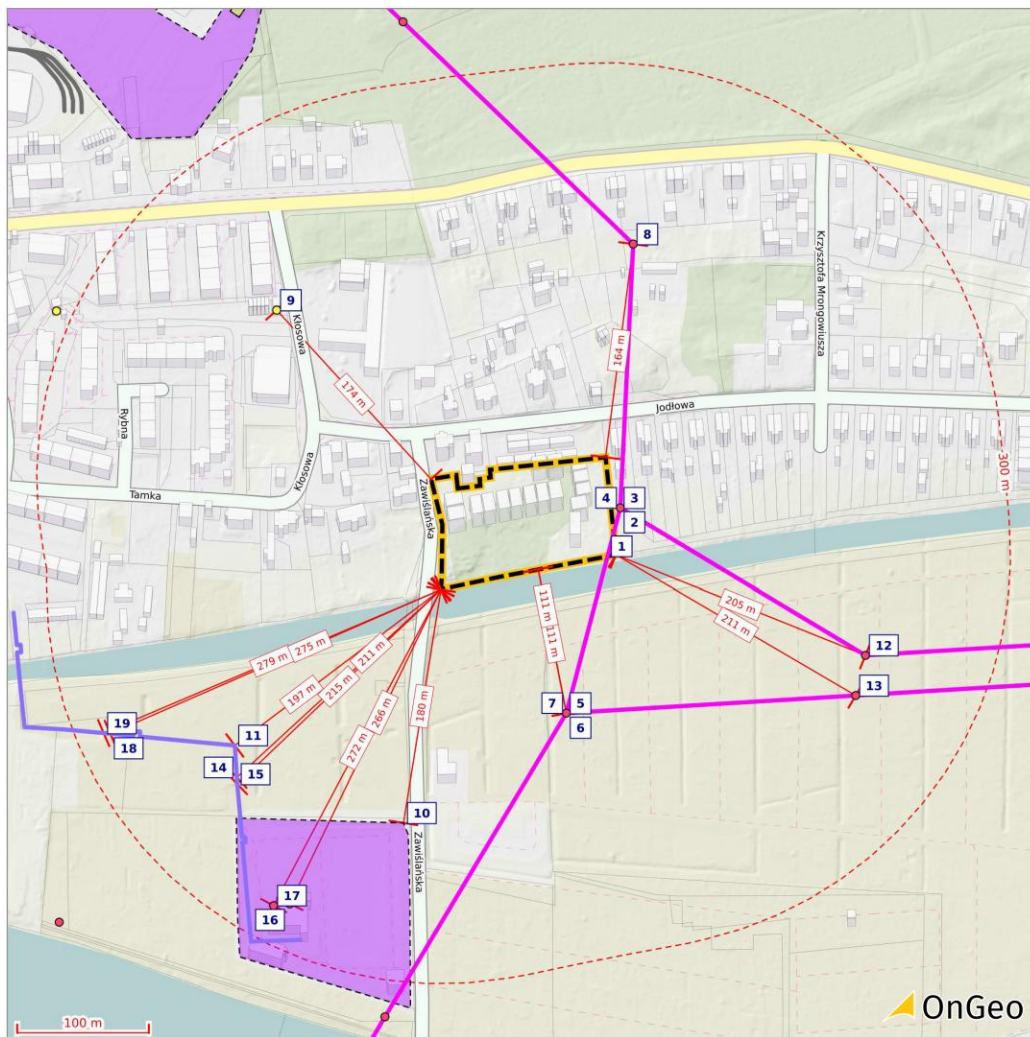 8
Krzysztofa Mrongowiusza
9
Kłosowa
164 m
174 m
Jodłowa
Rybna
300 m
Kłosowa
Tamka
Zawiślańska
4
3
2
1
111 m
111 m
205 m
211 m
12
279 m
275 m
211 m
197 m
215 m
180 m
266 m
272 m
13
7
5
6
19
18
11
14
15
10
Zawiślańska
17
16
100 m
OnGeo